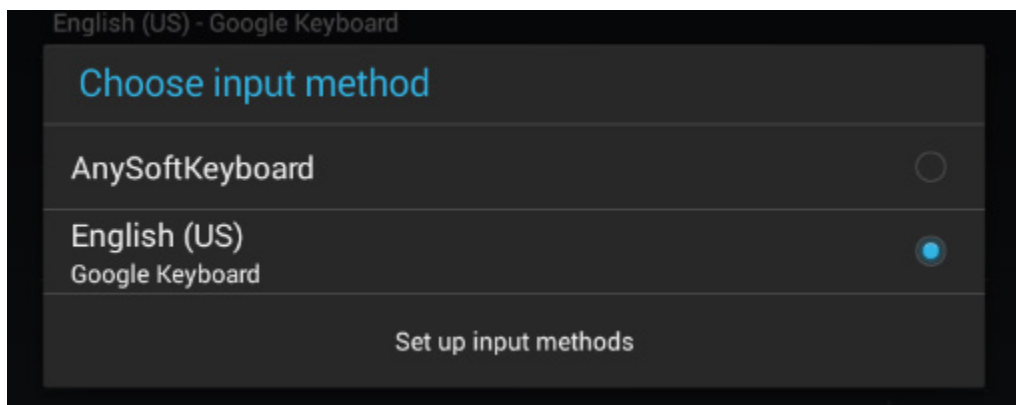 English (US) - Google Keyboard
Choose input method
AnySoftKeyboard
English (US)
Google Keyboard
Set up input methods